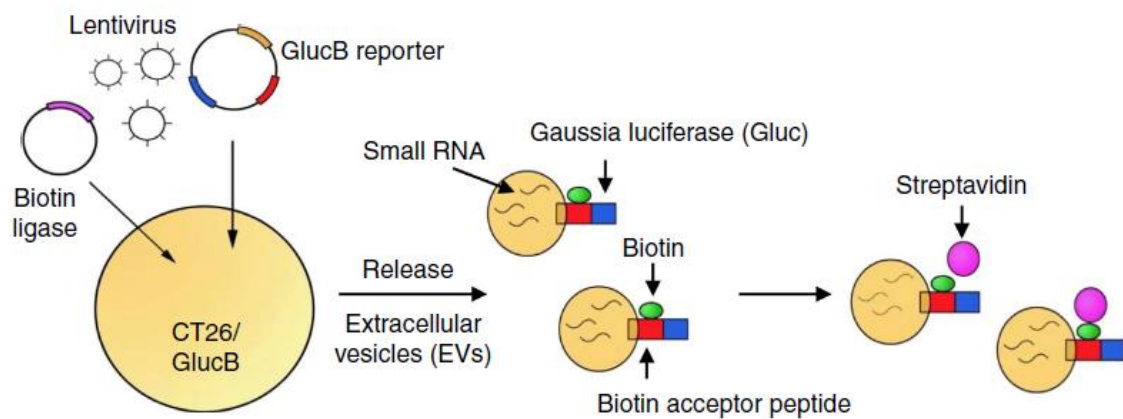 Lentivirus
GlucB reporter
Biotin
ligase
CT26/
GlucB
Release
Extracellular
vesicles (EVs)
Small RNA
Gaussia luciferase (Gluc)
Biotin
Biotin acceptor peptide
Streptavidin